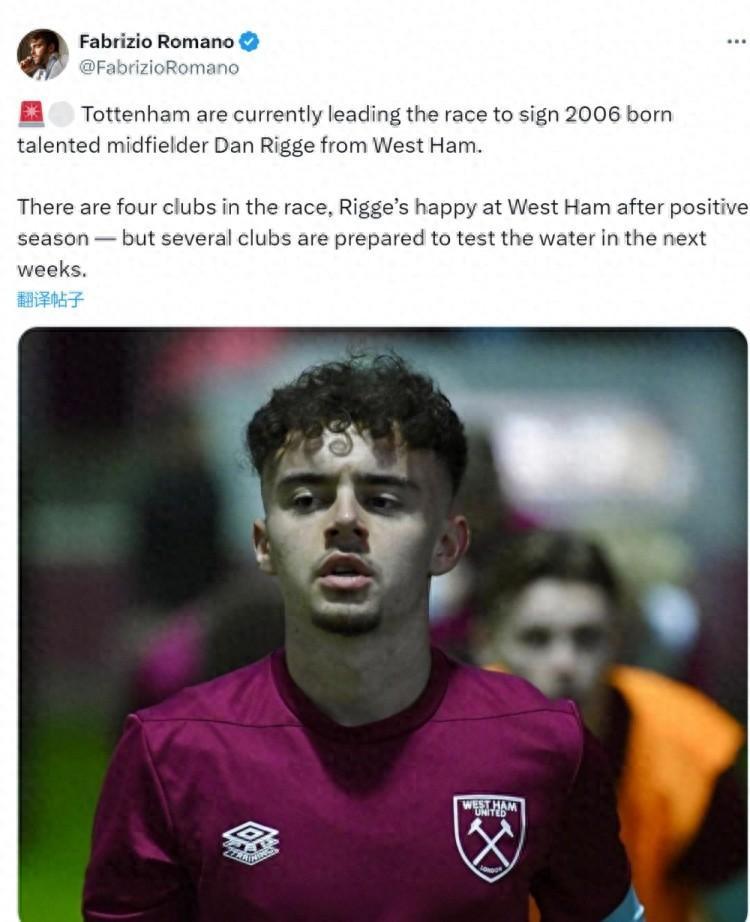 Fabrizio Romano
@FabrizioRomano
🚨⚪ Tottenham are currently leading the race to sign 2006 born
talented midfielder Dan Rigge from West Ham.
There are four clubs in the race, Rigge’s happy at West Ham after positive
season — but several clubs are prepared to test the water in the next
weeks.
翻译帖子
TRAINING
WEST HAM
UNITED
LONDON